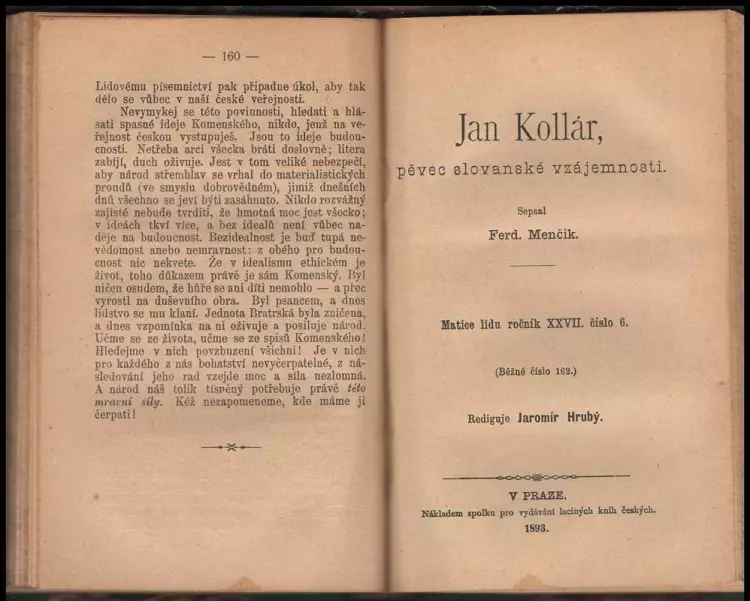 — 160 —
Lidovému písemnictví pak připadne úkol, aby tak
dělo se vůbec v naší české veřejnosti.
Nevymykej se této povinnosti, hledati a hlá-
sati spasné ideje Komenského, nikdo, jenž na ve-
řejnost českou vystupuješ. Jsou to ideje budou-
cnosti. Netřeba arci všecka bráti doslovně; litera
zabíjí, duch oživuje. Jest v tom veliké nebezpečí,
aby národ střemhlav se vrhal do materialistických
proudů (ve smyslu dobrovědném), jimiž dnešních
dnů všechno se jeví býti zasáhnuto. Nikdo rozvážný
zajisté nebude tvrditi, že hmotná moc jest všecko;
v ideách tkví více, a bez idealů není vůbec na-
děje na budoucnost. Bezidealnost je buď tupá ne-
vědomost anebo nemravnost: z obého pro budou-
cnost nic nekvete. Že v idealismu ethickém je
život, toho důkazem právě je sám Komenský. Byl
ničen osudem, že hůře se ani díti nemohlo — a přec
vyrostl na duševního obra. Byl psancem, a dnes
lidstvo se mu klaní. Jednota Bratrská byla zničena,
a dnes vzpomínka na ni oživuje a posiluje národ.
Učme se ze života, učme se ze spisů Komenského!
Hledejme v nich povzbuzení všichni! Je v nich
pro každého z nás bohatství nevyčerpatelné, z ná-
sledování jeho rad vzejde moc a síla nezlomná.
A národ náš tolik tísněný potřebuje právě této
mravní síly. Kéž nezapomeneme, kde máme ji
čerpati!
Jan Kollár,
pěvec slovanské vzájemnosti.
Sepsal
Ferd. Menčík.
Matice lidu ročník XXVII. číslo 6.
(Běžné číslo 162.)
Rediguje Jaromír Hrubý.
V PRAZE.
Nákladem spolku pro vydávání laciných knih českých.
1893.